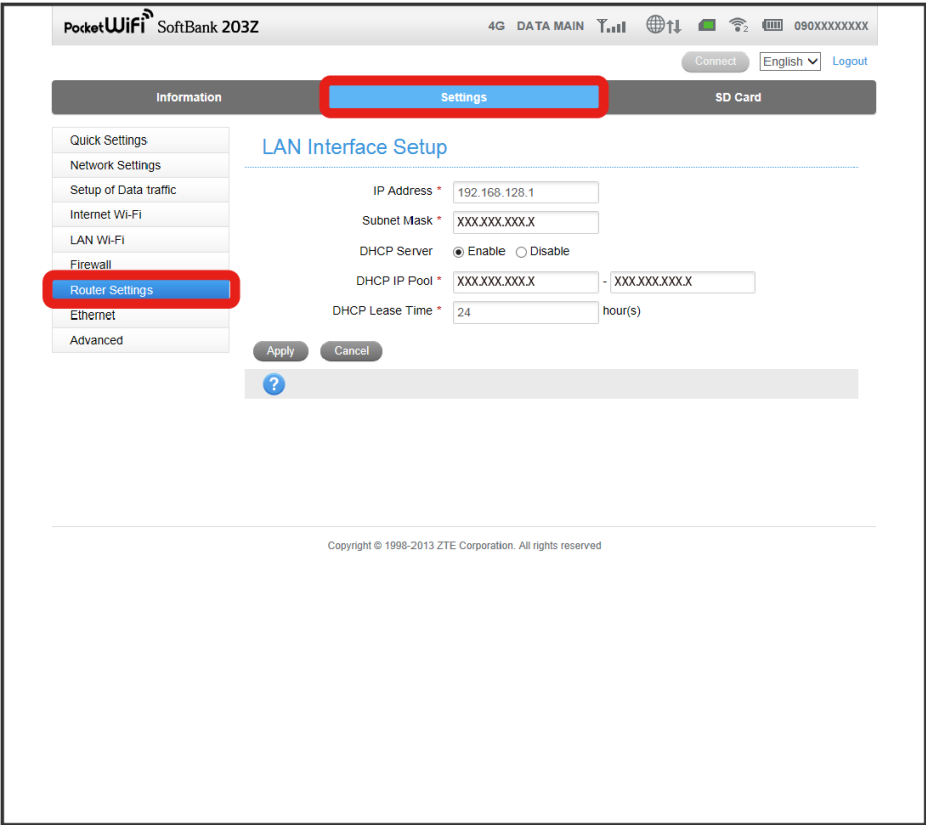 PocketWiFi SoftBank 203Z 4G DATA MAIN 2 090XXXXXXXX
Connect English Logout
Information Settings SD Card
Quick Settings
Network Settings
Setup of Data traffic
Internet Wi-Fi
LAN Wi-Fi
Firewall
Router Settings
Ethernet
Advanced
LAN Interface Setup
IP Address * 192.168.128.1
Subnet Mask * XXX.XXX.XXX.X
DHCP Server Enable Disable
DHCP IP Pool * XXX.XXX.XXX.X - XXX.XXX.XXX.X
DHCP Lease Time * 24 hour(s)
Apply Cancel
?
Copyright © 1998-2013 ZTE Corporation. All rights reserved